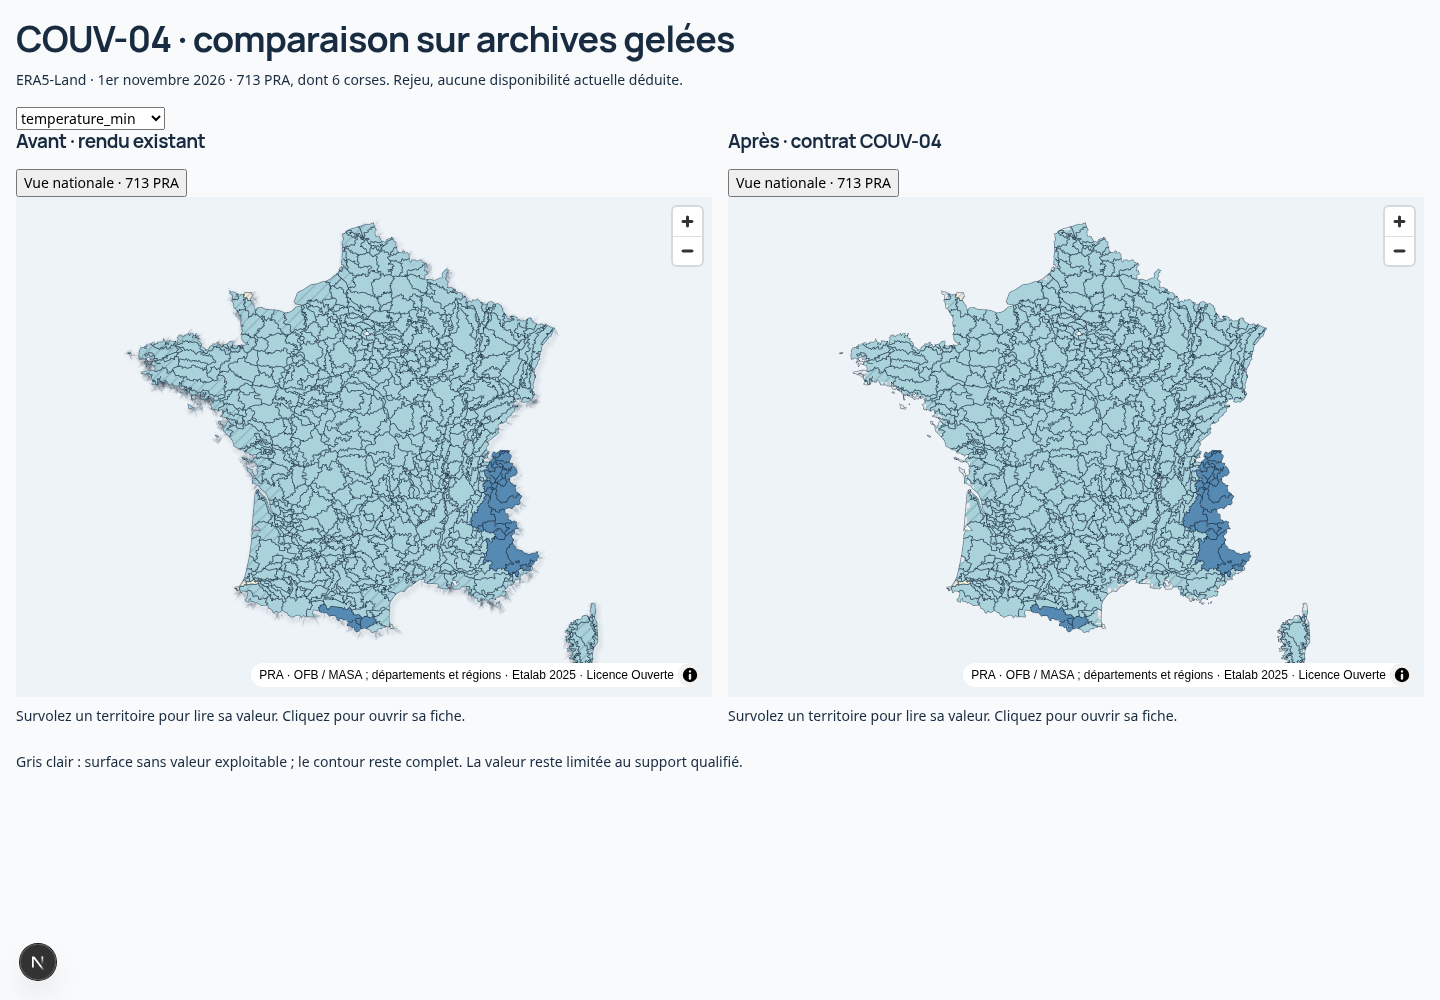 COUV-04 · comparaison sur archives gelées
ERA5-Land · 1er novembre 2026 · 713 PRA, dont 6 corses. Rejeu, aucune disponibilité actuelle déduite.
temperature_min
Avant · rendu existant
Vue nationale · 713 PRA
PRA · OFB / MASA ; départements et régions · Etalab 2025 · Licence Ouverte
Survolez un territoire pour lire sa valeur. Cliquez pour ouvrir sa fiche.
Après · contrat COUV-04
Vue nationale · 713 PRA
PRA · OFB / MASA ; départements et régions · Etalab 2025 · Licence Ouverte
Survolez un territoire pour lire sa valeur. Cliquez pour ouvrir sa fiche.
Gris clair : surface sans valeur exploitable ; le contour reste complet. La valeur reste limitée au support qualifié.
N